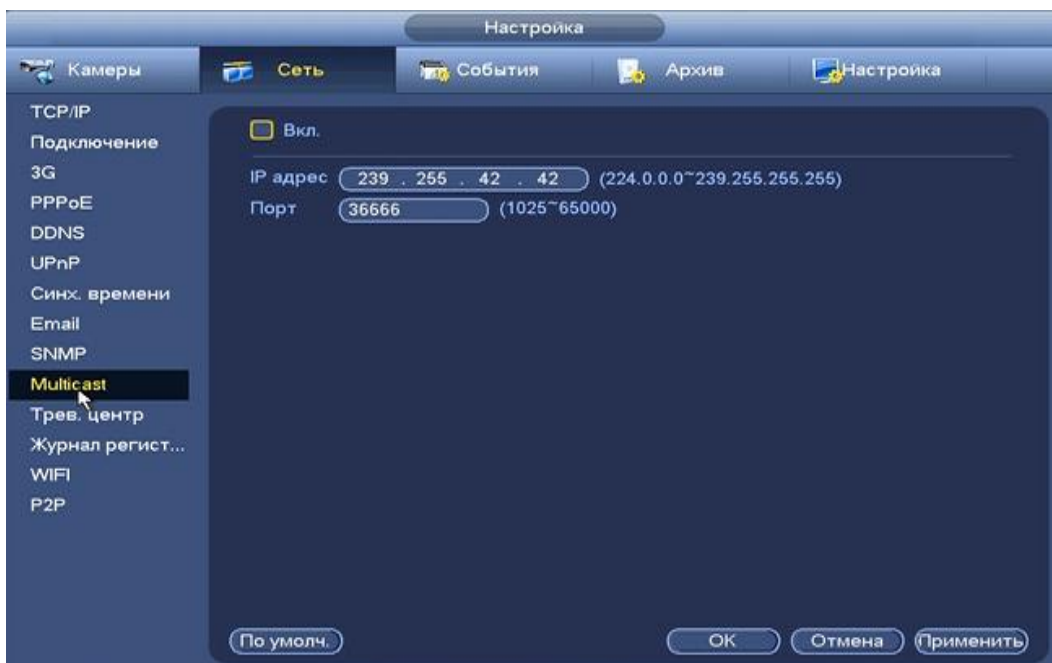 Настройка
Камеры Сеть События Архив Настройка
TCP/IP
Подключение
3G
PPPoE
DDNS
UPnP
Синх. времени
Email
SNMP
Multicast
Трев. центр
Журнал регист...
WIFI
P2P
Вкл.
IP адрес 239 . 255 . 42 . 42 (224.0.0.0~239.255.255.255)
Порт 36666 (1025~65000)
По умолч. OK Отмена Применить